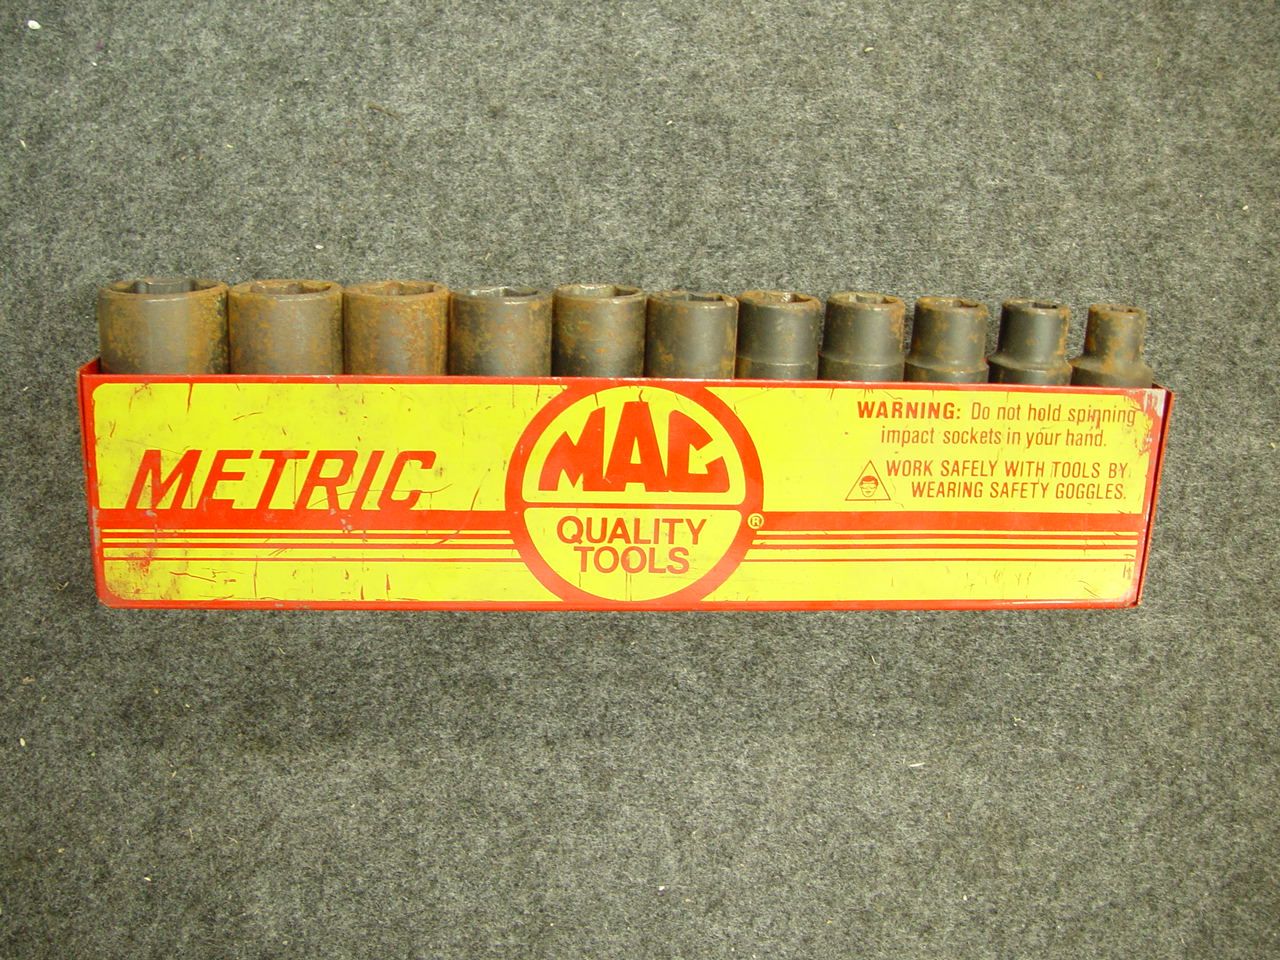 METRIC
MAC
QUALITY
TOOLS
®
WARNING: Do not hold spinning
impact sockets in your hand.
WORK SAFELY WITH TOOLS BY
WEARING SAFETY GOGGLES.